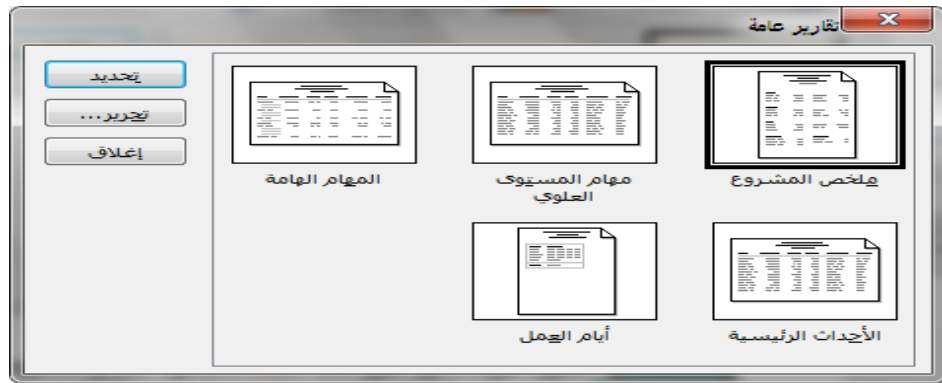 تقارير عامة
ملخص المشروع
مهام المستوى
العلوي
المهام الهامة
الأحداث الرئيسية
أيام العمل
تحديد
تحرير...
إغلاق